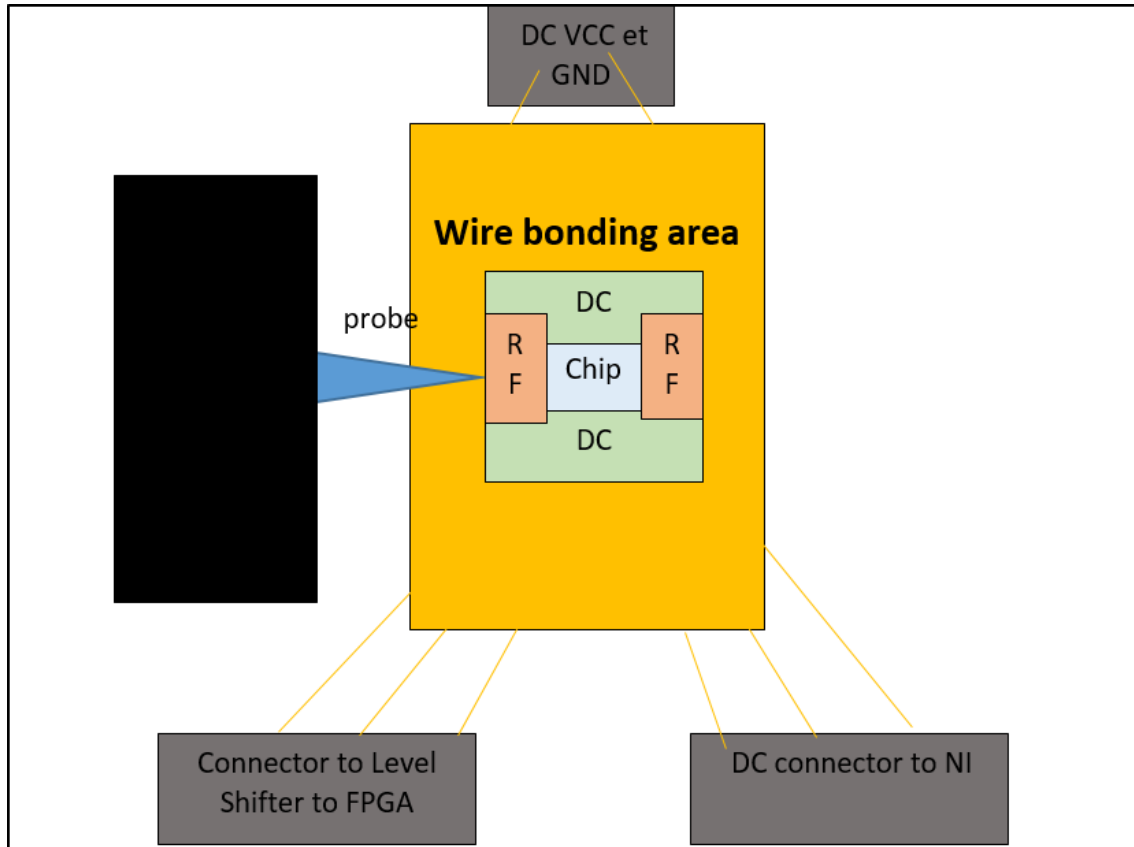 DC VCC et
GND
Wire bonding area
DC
probe
R
F
Chip
R
F
DC
Connector to Level
Shifter to FPGA
DC connector to NI